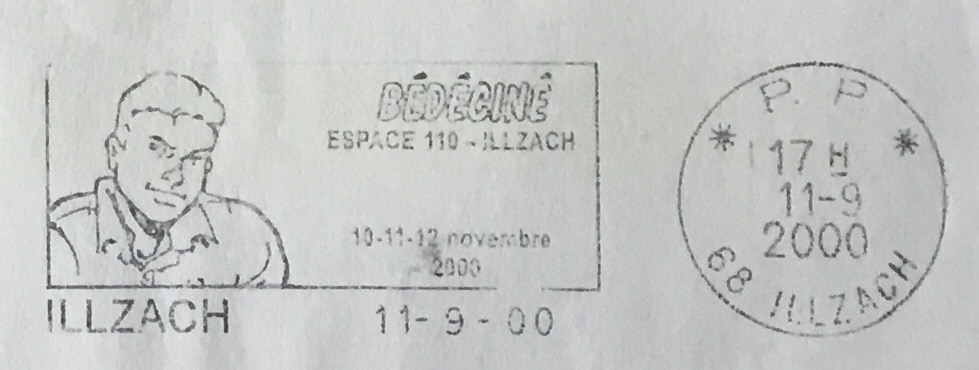 BÉDÉCINÉ
ESPACE 110 - ILLZACH
10-11-12 novembre
2000
ILLZACH 11-9-00
P. P
* *
17 H
11-9
2000
68 ILLZACH